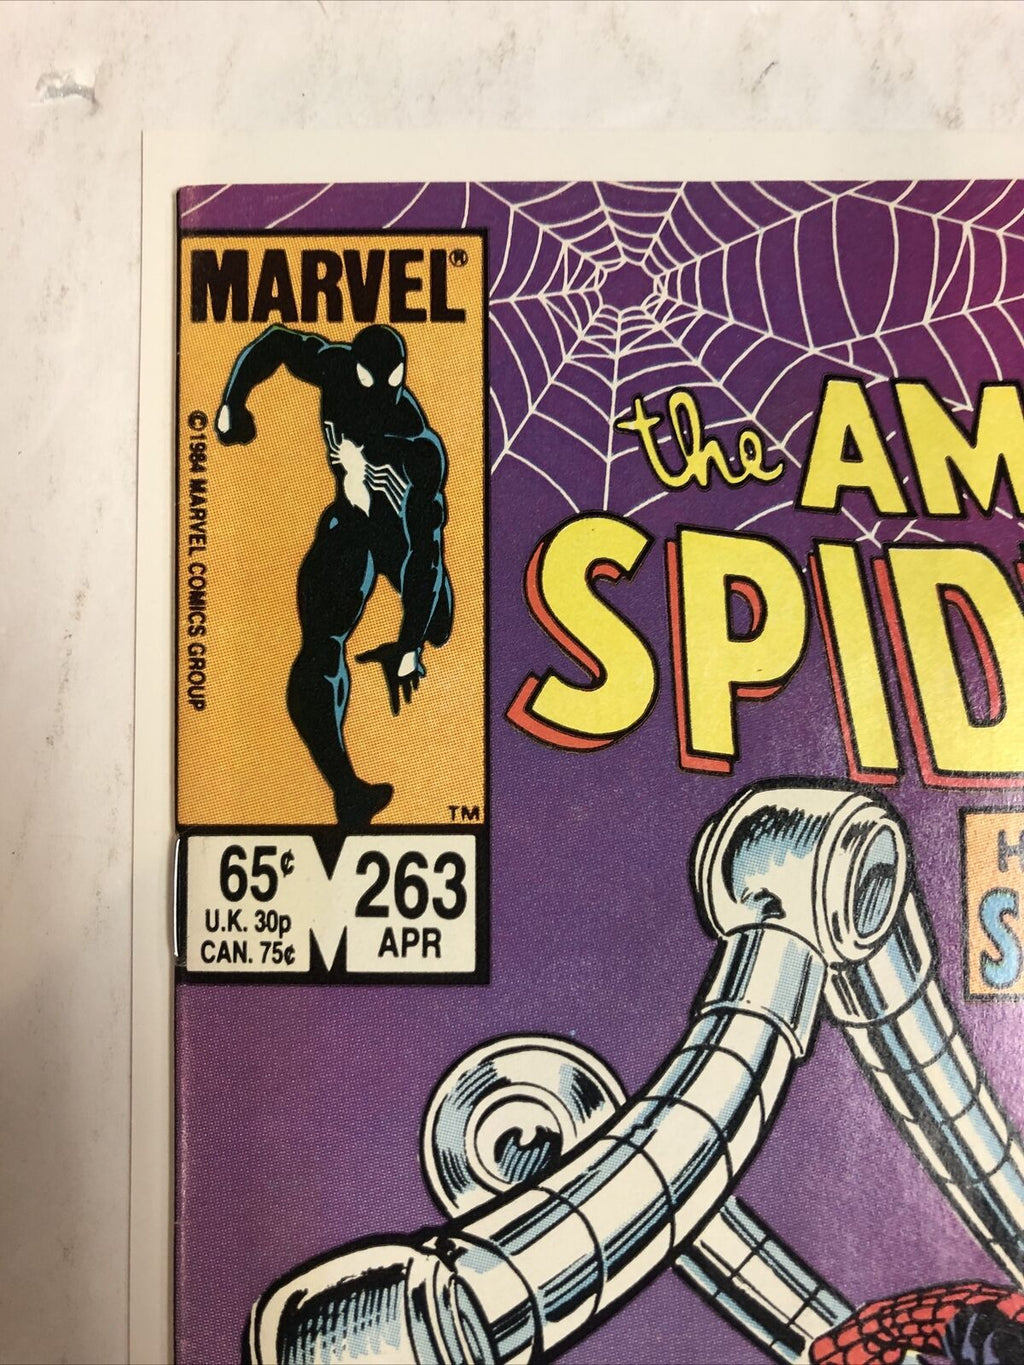 MARVEL®
©1984 MARVEL COMICS GROUP
TM
65¢
U.K. 30p
CAN. 75¢
263
APR
the AM
SPID
H
S